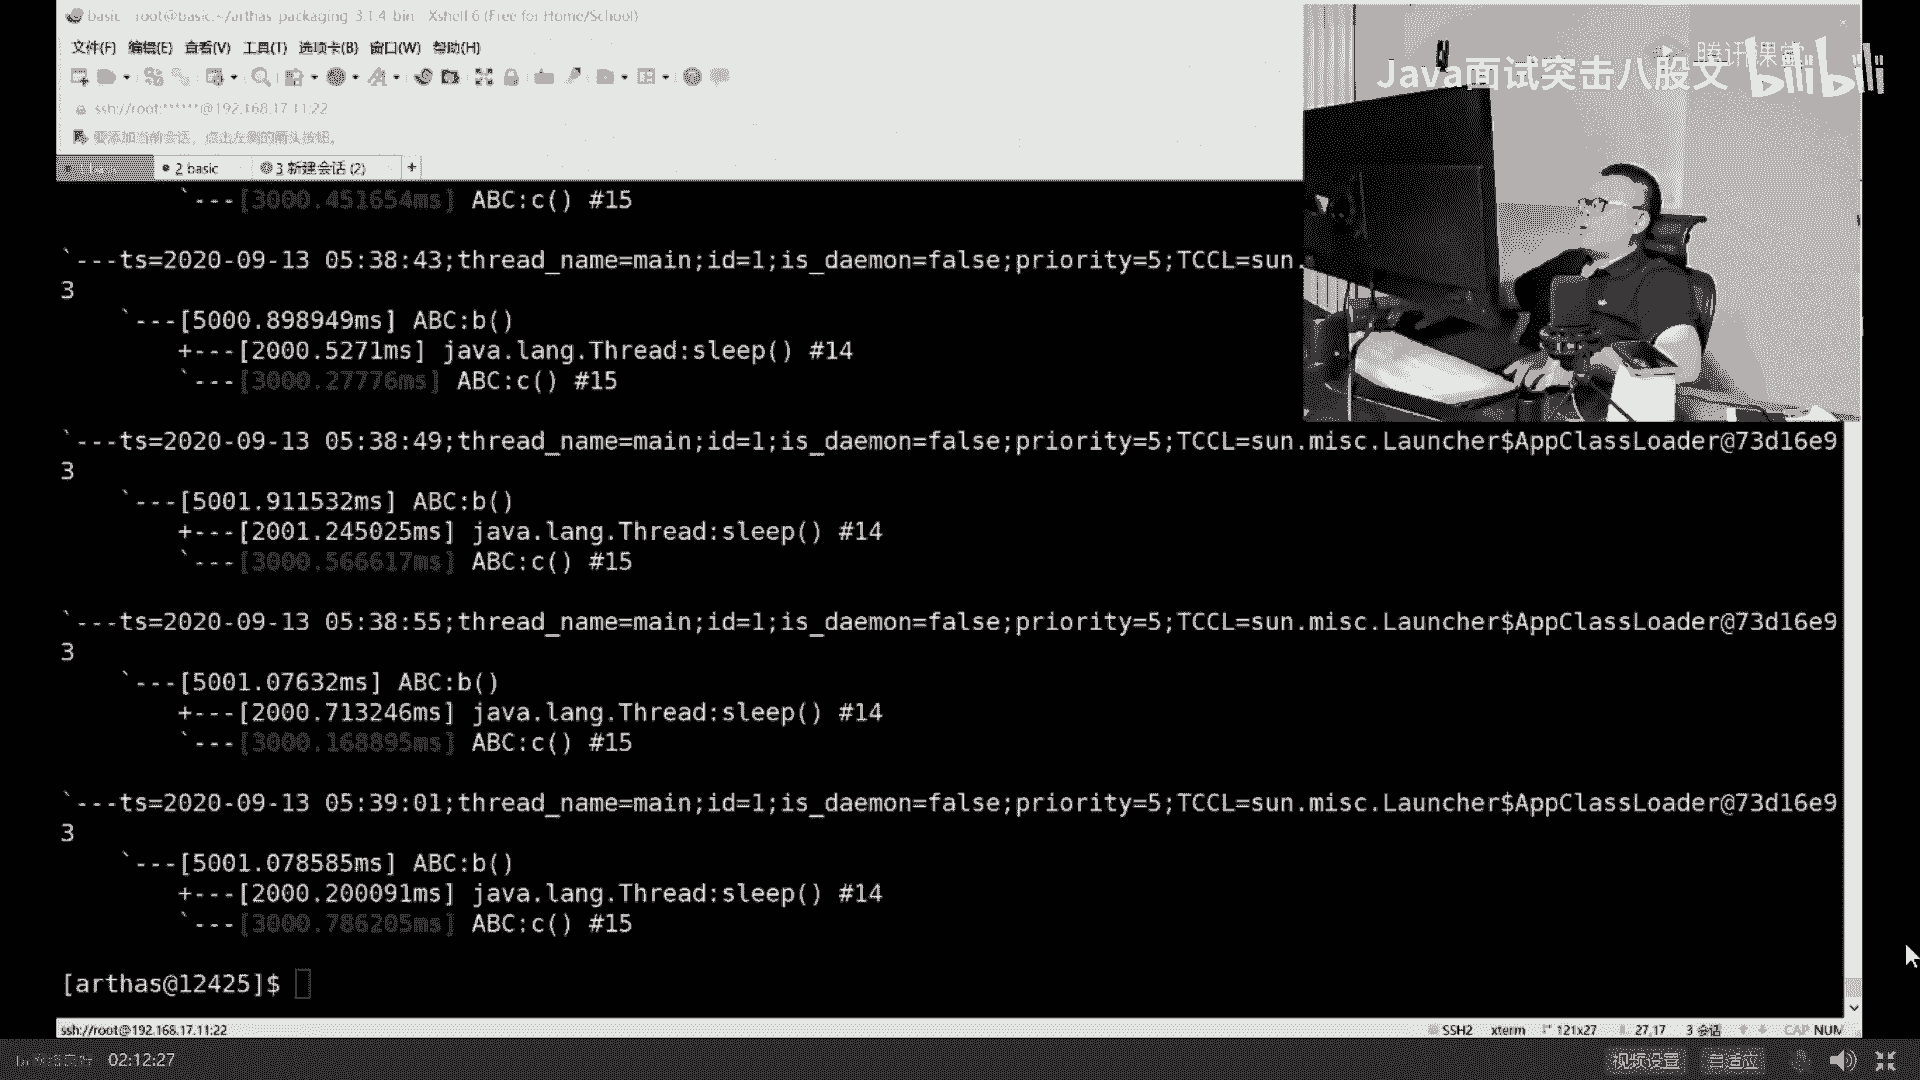 basic - root@basic:~/arthas packaging 3.1.4 bin - Xshell 6 (Free for Home/School)
文件(F) 编辑(E) 查看(V) 工具(T) 选项卡(B) 窗口(W) 帮助(H)
腾讯课堂
Java面试突击八股文 bilibili
ssh://root:******@192.168.17.11:22
要添加当前会话，点击左侧的箭头按钮。
2 basic 3 新建会话 (2) +
`---[3000.451654ms] ABC:c() #15
`---ts=2020-09-13 05:38:43;thread_name=main;id=1;is_daemon=false;priority=5;TCCL=sun.
3
`---[5000.898949ms] ABC:b()
+---[2000.5271ms] java.lang.Thread:sleep() #14
`---[3000.27776ms] ABC:c() #15
`---ts=2020-09-13 05:38:49;thread_name=main;id=1;is_daemon=false;priority=5;TCCL=sun.misc.Launcher$AppClassLoader@73d16e9
3
`---[5001.911532ms] ABC:b()
+---[2001.245025ms] java.lang.Thread:sleep() #14
`---[3000.566617ms] ABC:c() #15
`---ts=2020-09-13 05:38:55;thread_name=main;id=1;is_daemon=false;priority=5;TCCL=sun.misc.Launcher$AppClassLoader@73d16e9
3
`---[5001.07632ms] ABC:b()
+---[2000.713246ms] java.lang.Thread:sleep() #14
`---[3000.168895ms] ABC:c() #15
`---ts=2020-09-13 05:39:01;thread_name=main;id=1;is_daemon=false;priority=5;TCCL=sun.misc.Launcher$AppClassLoader@73d16e9
3
`---[5001.078585ms] ABC:b()
+---[2000.200091ms] java.lang.Thread:sleep() #14
`---[3000.786205ms] ABC:c() #15
[arthas@12425]$
ssh://root@192.168.17.11:22 SSH2 xterm 121x27 27,17 3 会话 CAP NUM
02:12:27 视频设置 自适应